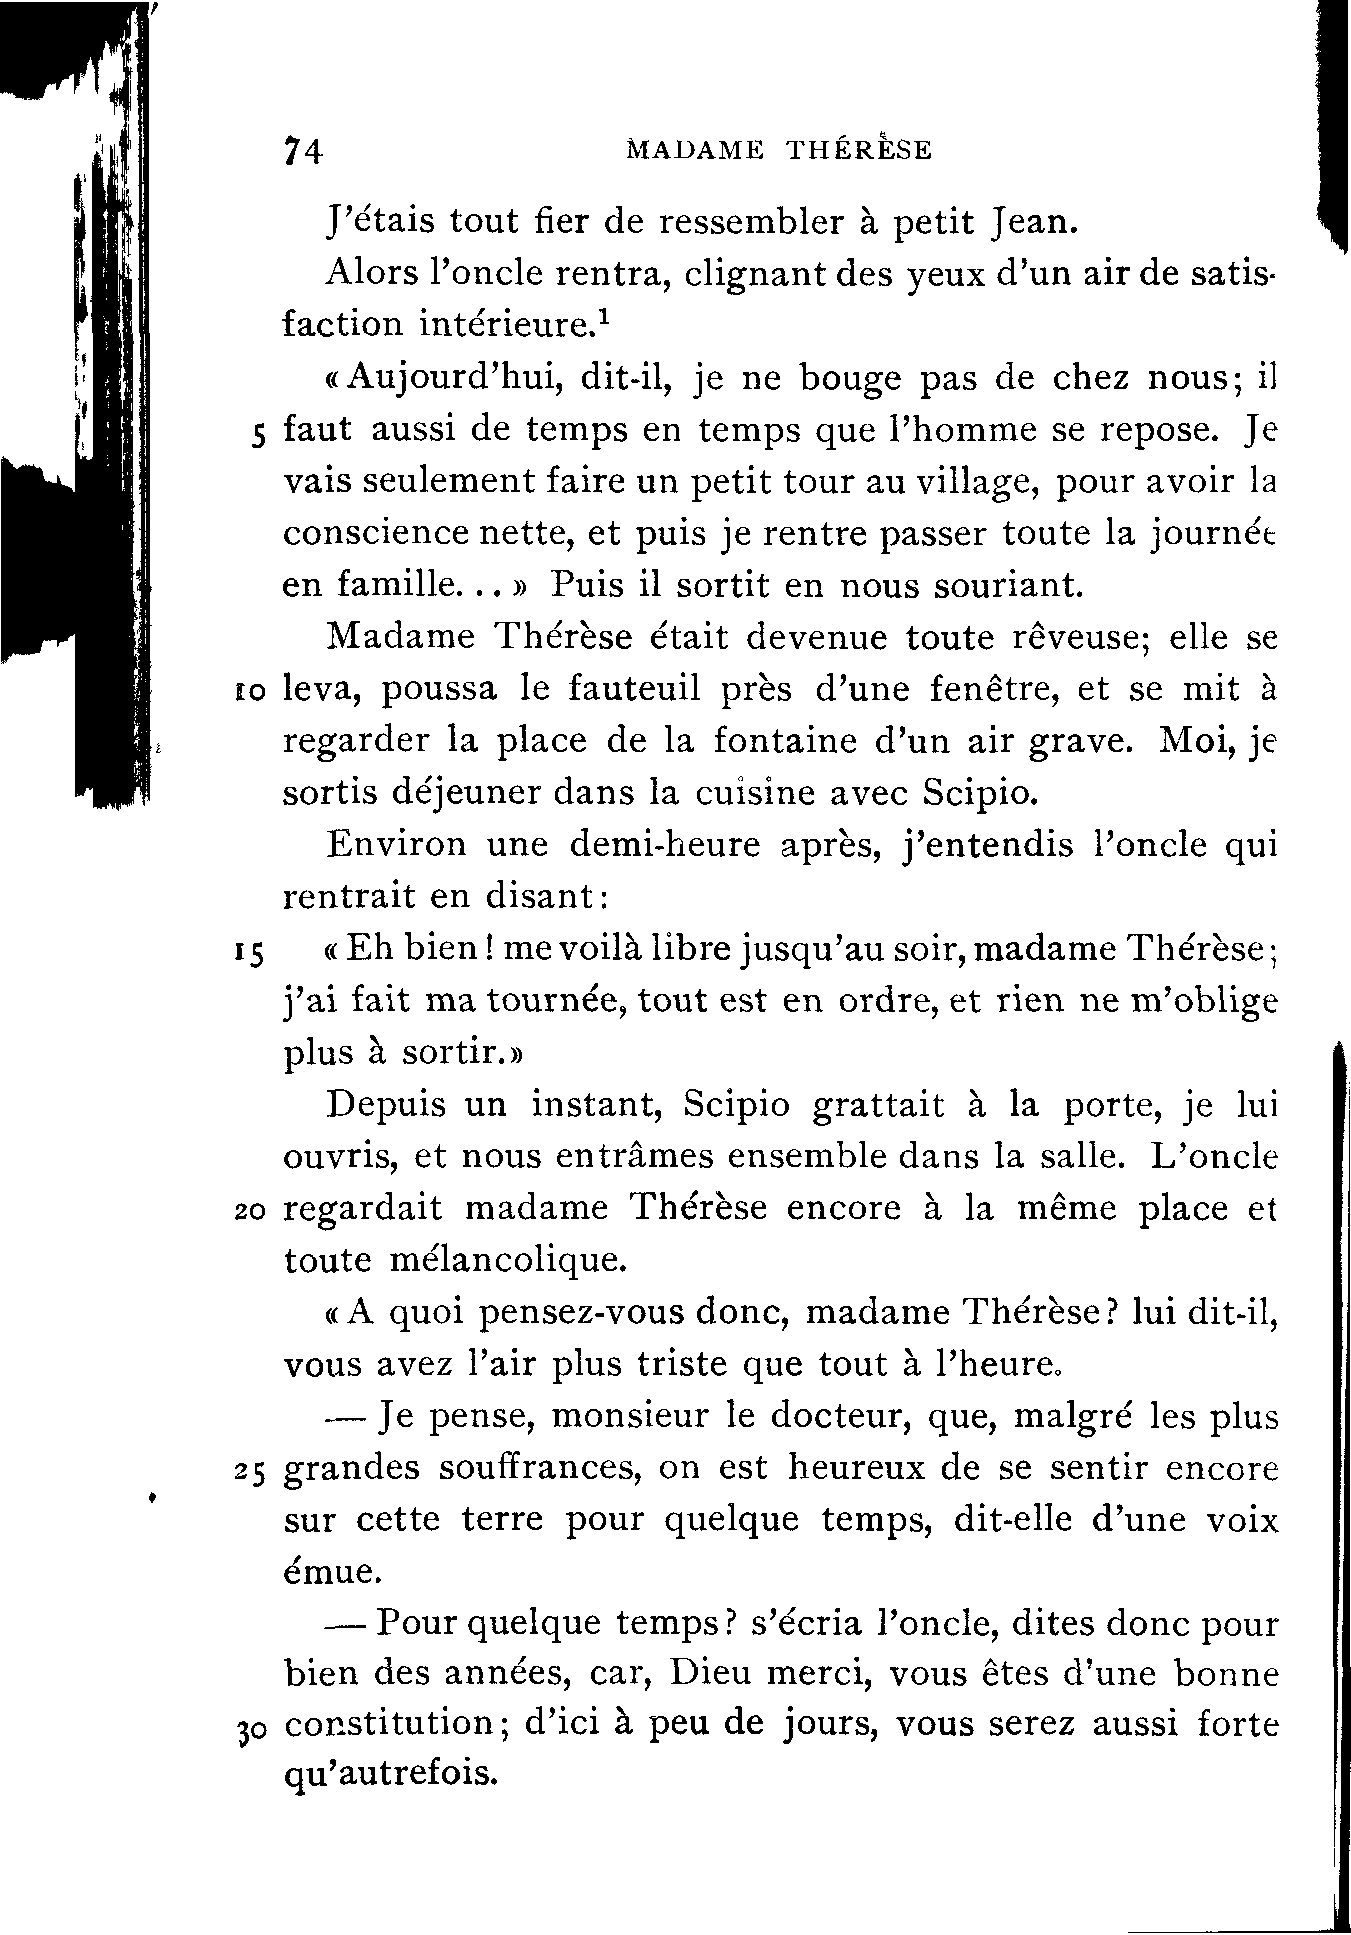 74 MADAME THÉRÈSE
J'étais tout fier de ressembler à petit Jean.
Alors l'oncle rentra, clignant des yeux d'un air de satis-
faction intérieure.¹
« Aujourd'hui, dit-il, je ne bouge pas de chez nous; il
5 faut aussi de temps en temps que l'homme se repose. Je
vais seulement faire un petit tour au village, pour avoir la
conscience nette, et puis je rentre passer toute la journée
en famille... » Puis il sortit en nous souriant.
Madame Thérèse était devenue toute rêveuse; elle se
10 leva, poussa le fauteuil près d'une fenêtre, et se mit à
regarder la place de la fontaine d'un air grave. Moi, je
sortis déjeuner dans la cuisine avec Scipio.
Environ une demi-heure après, j'entendis l'oncle qui
rentrait en disant:
15 « Eh bien! me voilà libre jusqu'au soir, madame Thérèse;
j'ai fait ma tournée, tout est en ordre, et rien ne m'oblige
plus à sortir.»
Depuis un instant, Scipio grattait à la porte, je lui
ouvris, et nous entrâmes ensemble dans la salle. L'oncle
20 regardait madame Thérèse encore à la même place et
toute mélancolique.
« A quoi pensez-vous donc, madame Thérèse? lui dit-il,
vous avez l'air plus triste que tout à l'heure.
— Je pense, monsieur le docteur, que, malgré les plus
25 grandes souffrances, on est heureux de se sentir encore
sur cette terre pour quelque temps, dit-elle d'une voix
émue.
— Pour quelque temps? s'écria l'oncle, dites donc pour
bien des années, car, Dieu merci, vous êtes d'une bonne
30 constitution; d'ici à peu de jours, vous serez aussi forte
qu'autrefois.